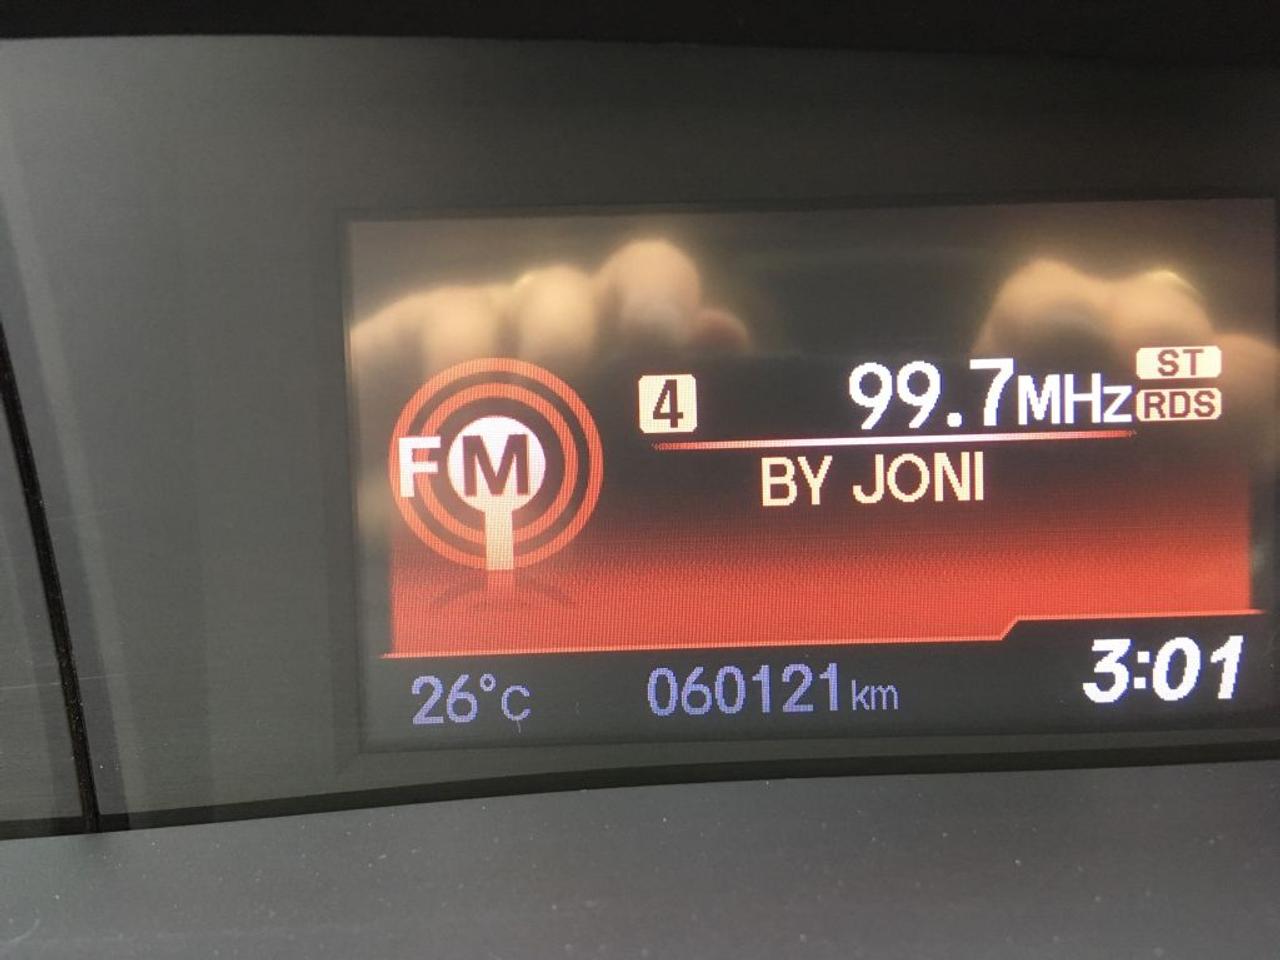 4 99.7MHz ST
RDS
FM
BY JONI
26°C 060121km 3:01